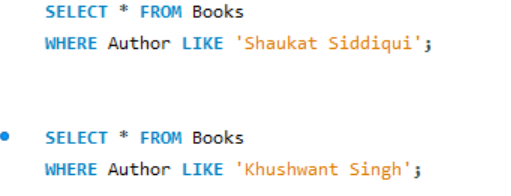 SELECT * FROM Books
WHERE Author LIKE 'Shaukat Siddiqui';
SELECT * FROM Books
WHERE Author LIKE 'Khushwant Singh';